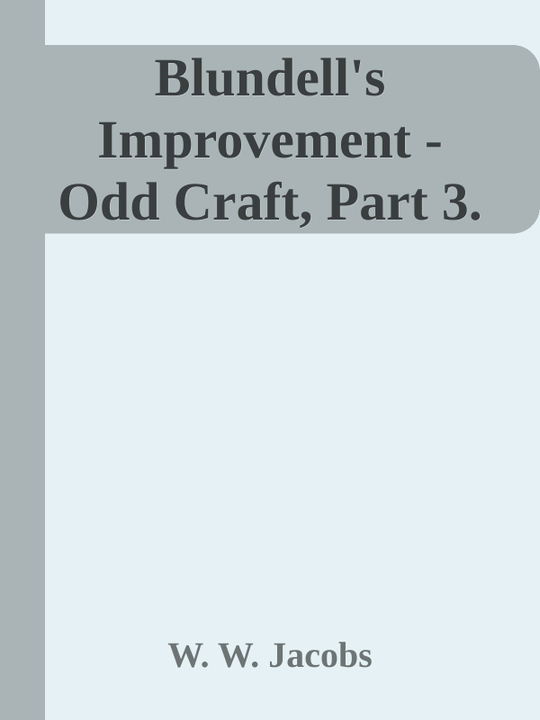 Blundell's
Improvement -
Odd Craft, Part 3.
W. W. Jacobs